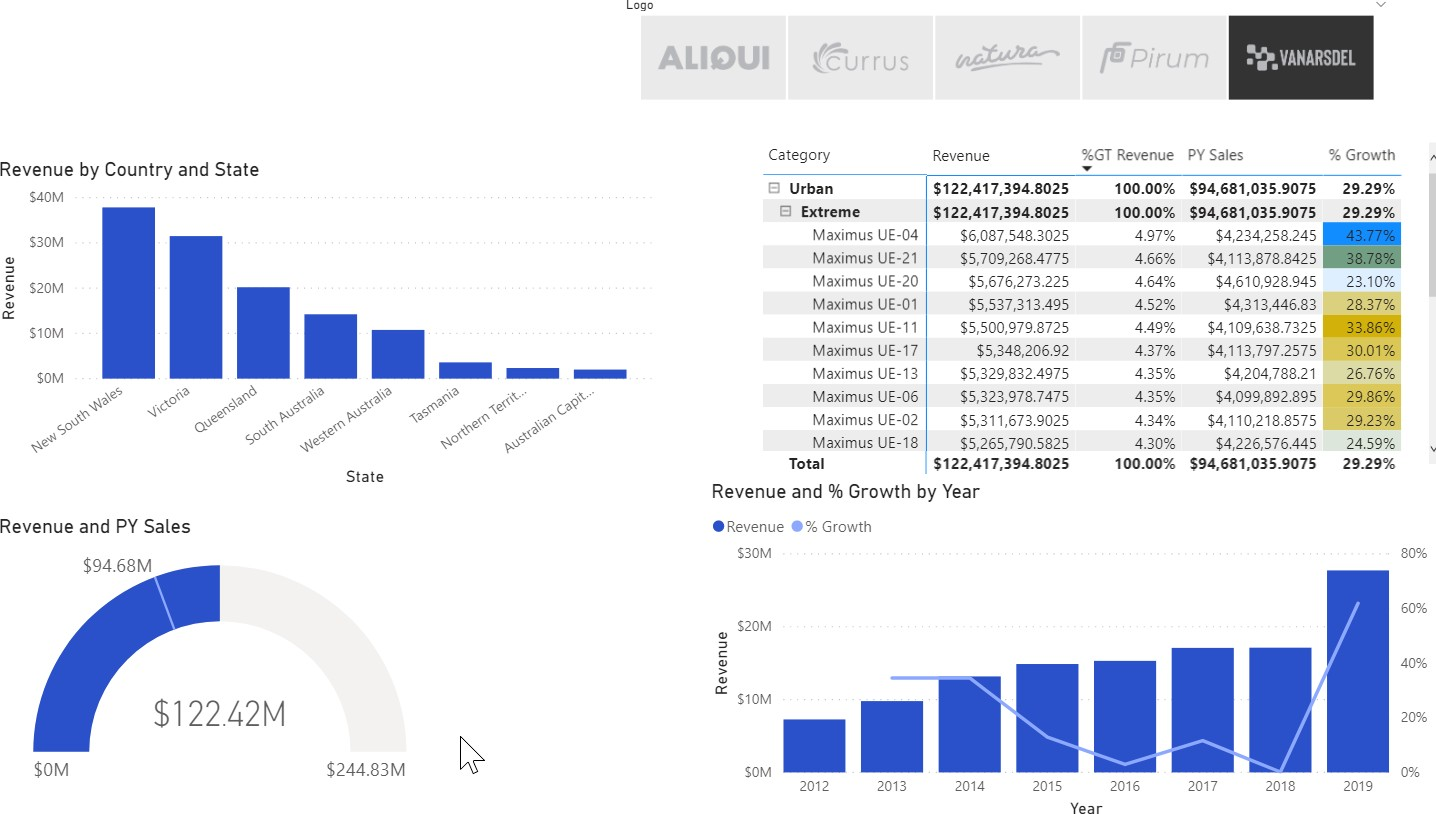 Logo
ALIQUI
currus
natura
Pirum
VANARSDEL
Revenue by Country and State
$40M
$30M
$20M
$10M
$0M
Revenue
New South Wales
Victoria
Queensland
South Australia
Western Australia
Tasmania
Northern Territ...
Australian Capit...
State
Category Revenue %GT Revenue PY Sales % Growth
Urban $122,417,394.8025 100.00% $94,681,035.9075 29.29%
Extreme $122,417,394.8025 100.00% $94,681,035.9075 29.29%
Maximus UE-04 $6,087,548.3025 4.97% $4,234,258.245 43.77%
Maximus UE-21 $5,709,268.4775 4.66% $4,113,878.8425 38.78%
Maximus UE-20 $5,676,273.225 4.64% $4,610,928.945 23.10%
Maximus UE-01 $5,537,313.495 4.52% $4,313,446.83 28.37%
Maximus UE-11 $5,500,979.8725 4.49% $4,109,638.7325 33.86%
Maximus UE-17 $5,348,206.92 4.37% $4,113,797.2575 30.01%
Maximus UE-13 $5,329,832.4975 4.35% $4,204,788.21 26.76%
Maximus UE-06 $5,323,978.7475 4.35% $4,099,892.895 29.86%
Maximus UE-02 $5,311,673.9025 4.34% $4,110,218.8575 29.23%
Maximus UE-18 $5,265,790.5825 4.30% $4,226,576.445 24.59%
Total $122,417,394.8025 100.00% $94,681,035.9075 29.29%
Revenue and PY Sales
$94.68M
$122.42M
$0M
$244.83M
Revenue and % Growth by Year
Revenue % Growth
$30M
$20M
$10M
$0M
Revenue
80%
60%
40%
20%
0%
2012 2013 2014 2015 2016 2017 2018 2019
Year